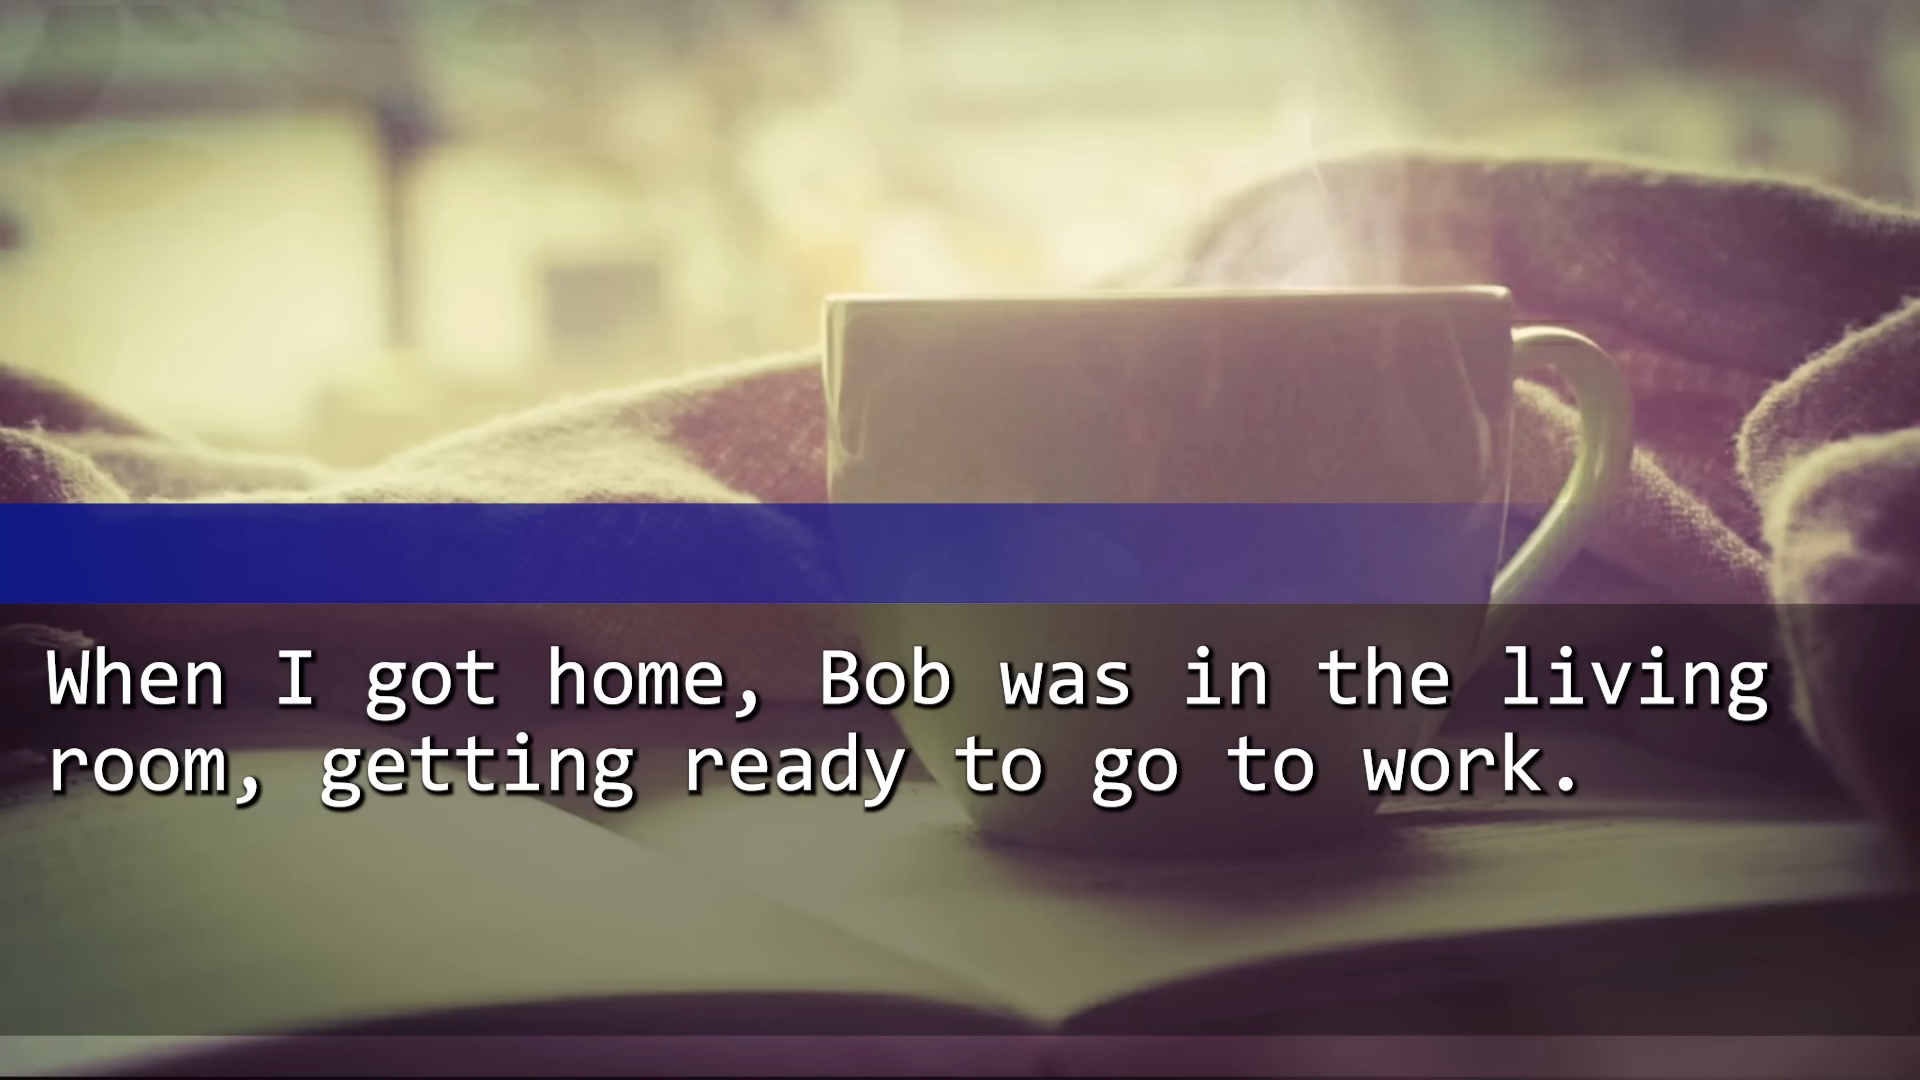 When I got home, Bob was in the living
room, getting ready to go to work.